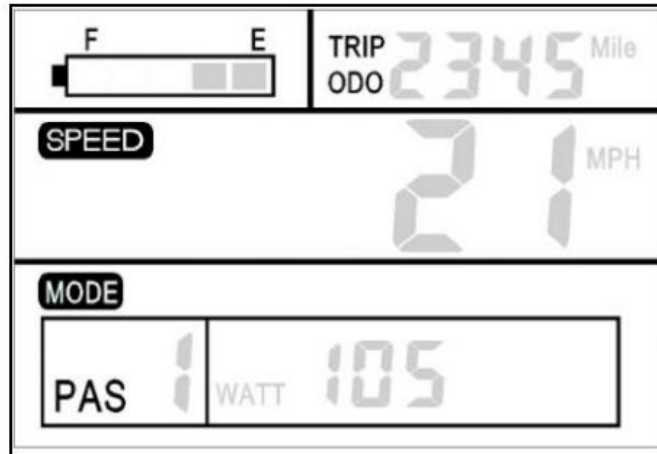 F E
TRIP
ODO
2345 Mile
SPEED
21 MPH
MODE
PAS 1 WATT 105